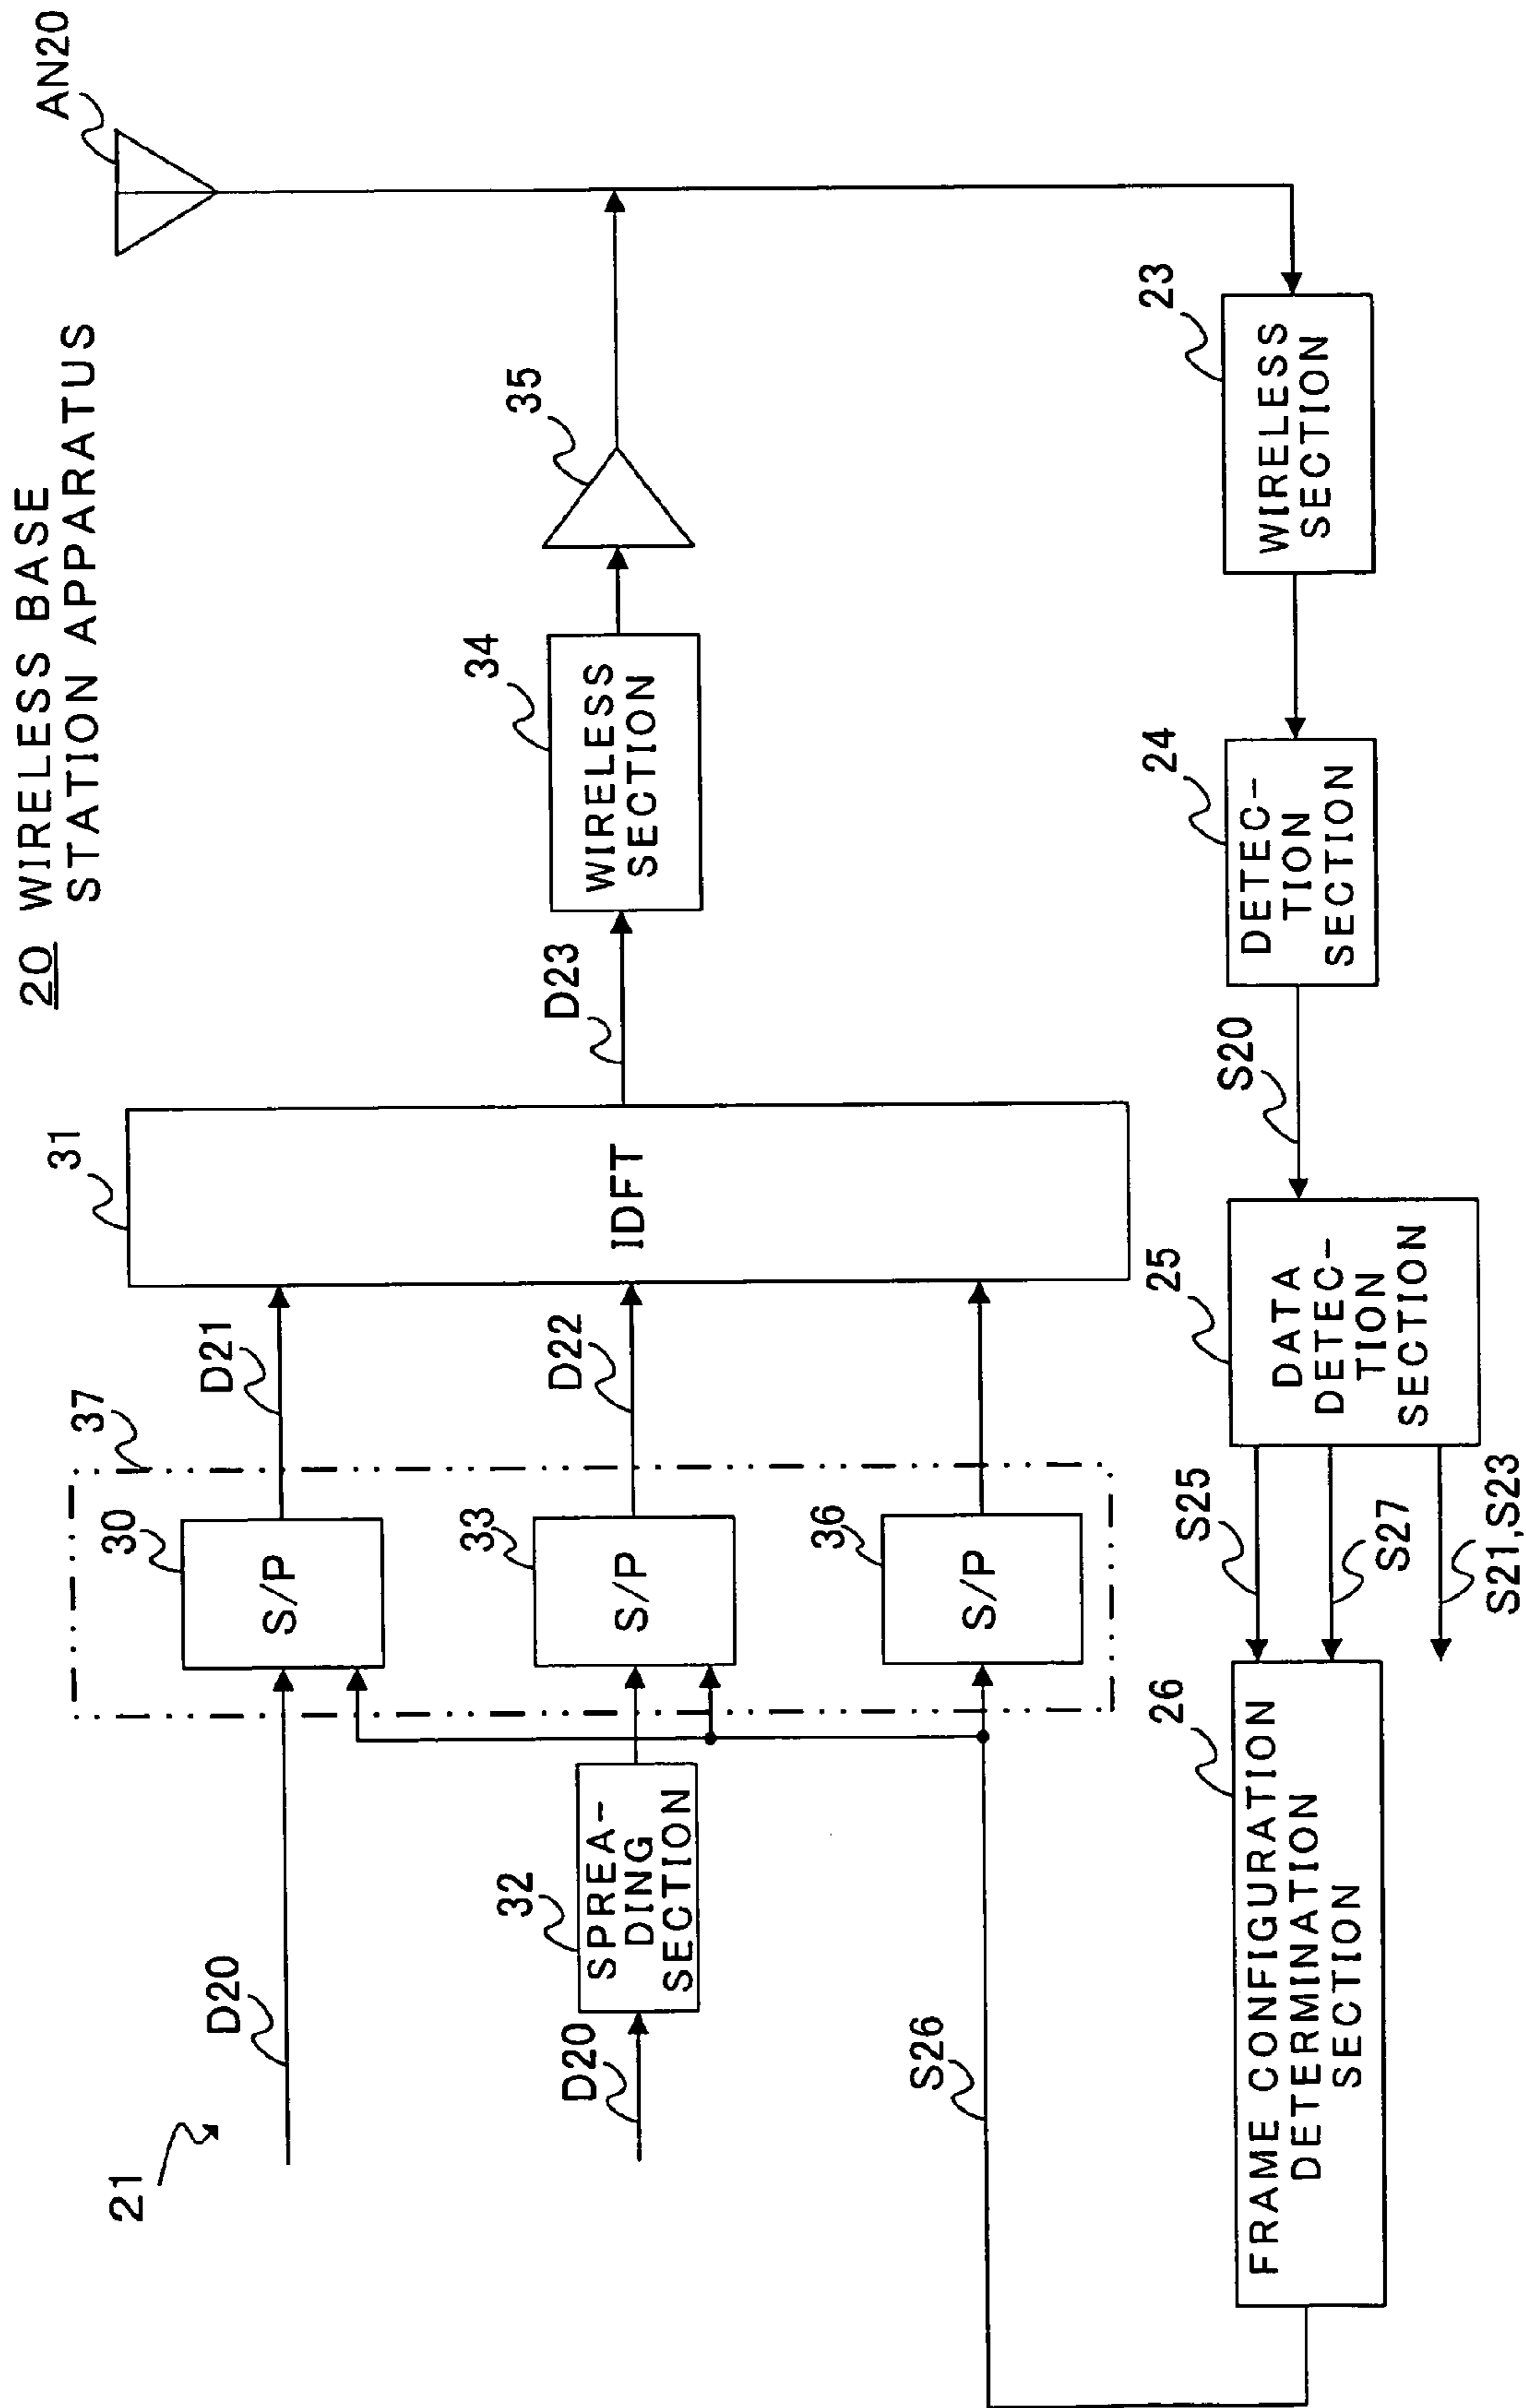 20 WIRELESS BASE
STATION APPARATUS
AN20
21
D20
30
S/P
37
D21
31
IDFT
D20
32
SPREA-
DING
SECTION
33
S/P
D22
D23
34
WIRELESS
SECTION
35
S26
36
S/P
26
FRAME CONFIGURATION
DETERMINATION
SECTION
S25
S27
S21,S23
25
DATA
DETEC-
TION
SECTION
S20
24
DETEC-
TION
SECTION
23
WIRELESS
SECTION